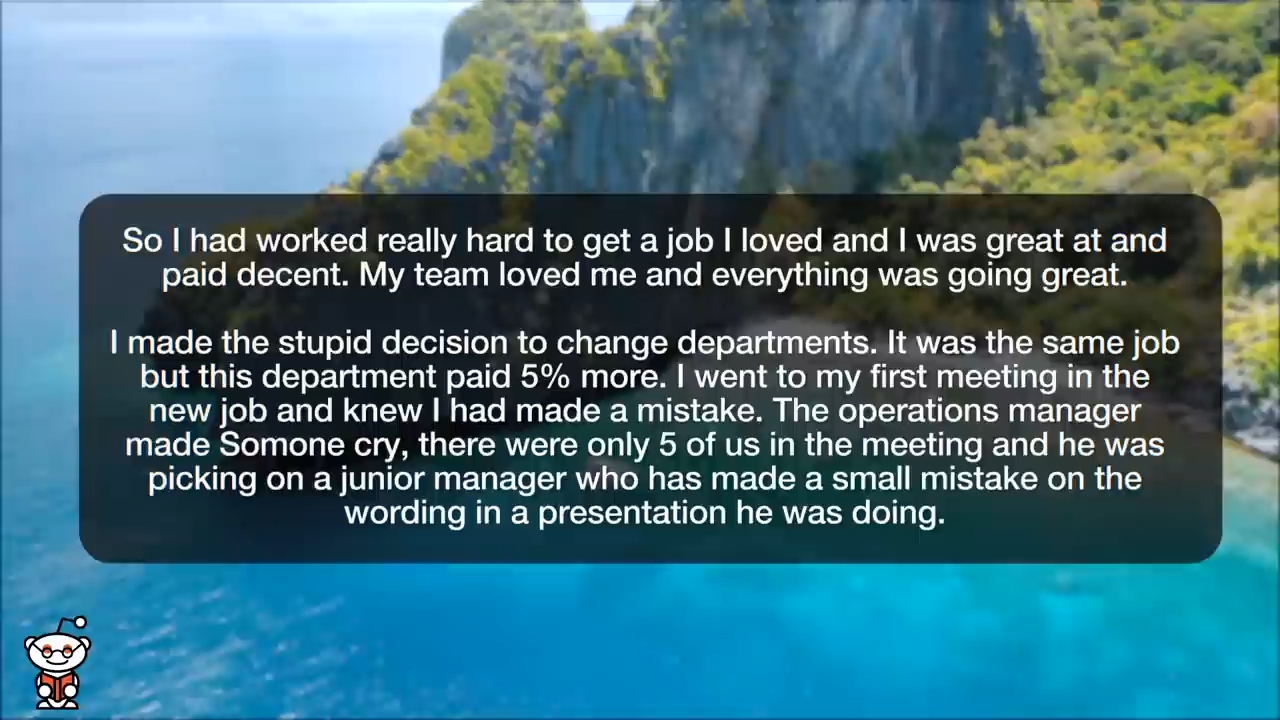 So I had worked really hard to get a job I loved and I was great at and
paid decent. My team loved me and everything was going great.
I made the stupid decision to change departments. It was the same job
but this department paid 5% more. I went to my first meeting in the
new job and knew I had made a mistake. The operations manager
made Somone cry, there were only 5 of us in the meeting and he was
picking on a junior manager who has made a small mistake on the
wording in a presentation he was doing.